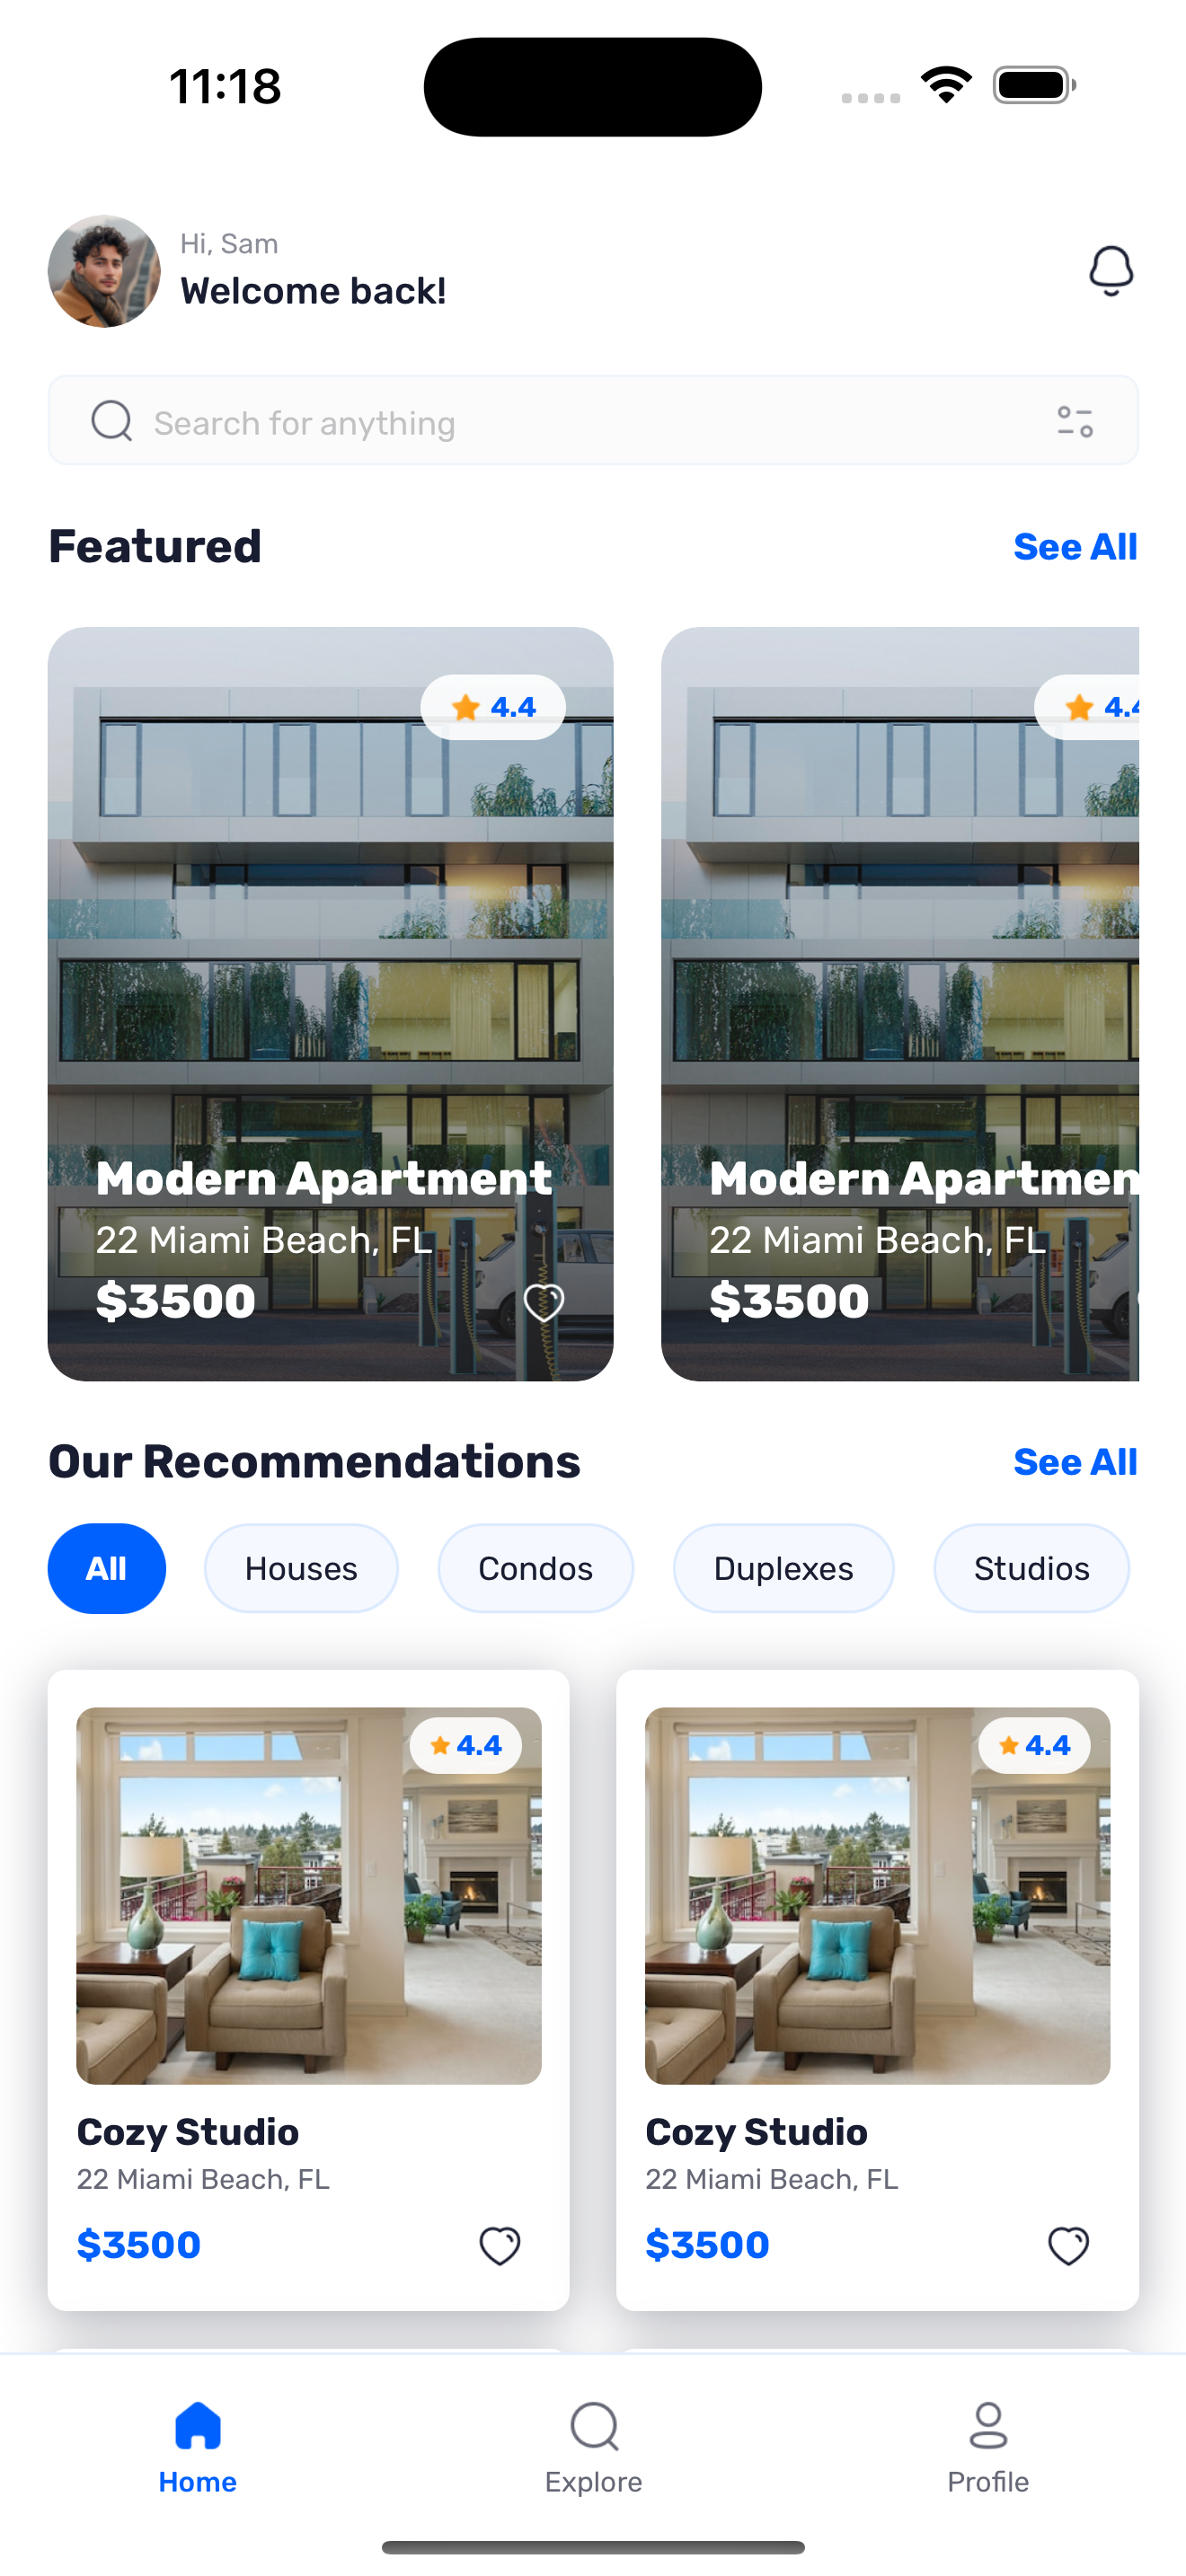 11:18
Hi, Sam
Welcome back!
Search for anything
Featured
See All
4.4
Modern Apartment
22 Miami Beach, FL
$3500
4.4
Modern Apartmen
22 Miami Beach, FL
$3500
Our Recommendations
See All
All
Houses
Condos
Duplexes
Studios
4.4
Cozy Studio
22 Miami Beach, FL
$3500
4.4
Cozy Studio
22 Miami Beach, FL
$3500
Home
Explore
Profile